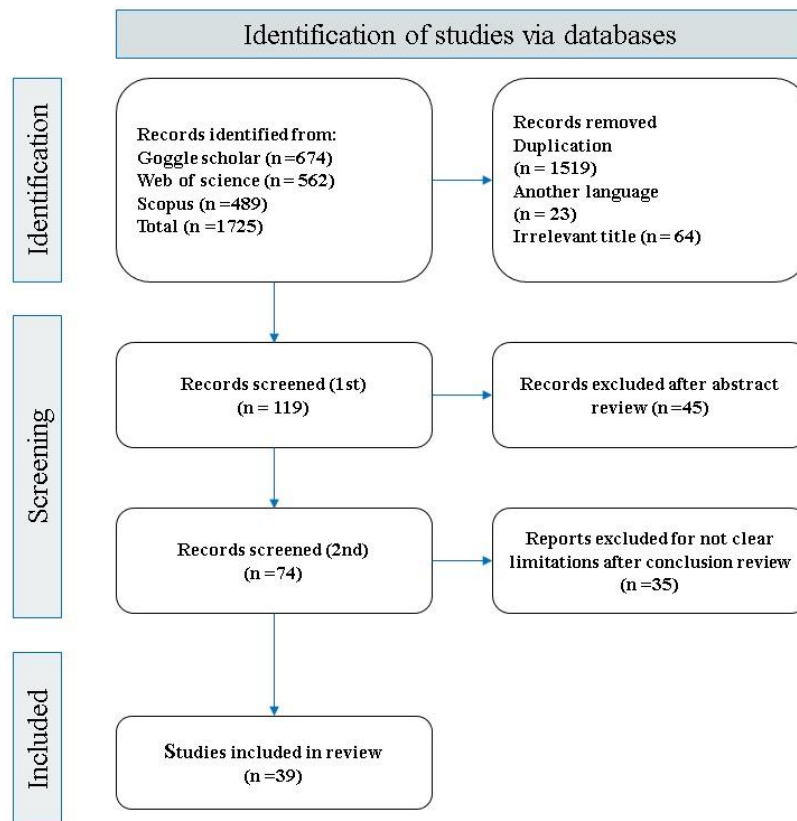 Identification of studies via databases
Identification
Records identified from:
Goggle scholar (n =674)
Web of science (n = 562)
Scopus (n =489)
Total (n =1725)
Records removed
Duplication
(n = 1519)
Another language
(n = 23)
Irrelevant title (n = 64)
Screening
Records screened (1st)
(n = 119)
Records excluded after abstract
review (n=45)
Records screened (2nd)
(n =74)
Reports excluded for not clear
limitations after conclusion review
(n =35)
Included
Studies included in review
(n =39)